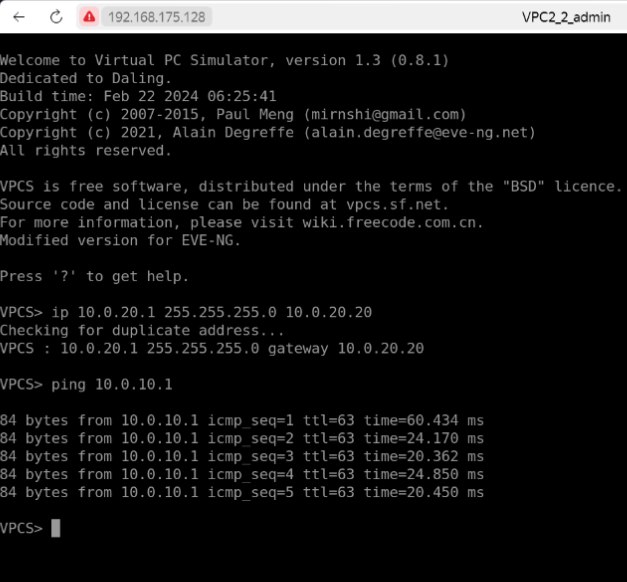 192.168.175.128
VPC2_2_admin
Welcome to Virtual PC Simulator, version 1.3 (0.8.1)
Dedicated to Daling.
Build time: Feb 22 2024 06:25:41
Copyright (c) 2007-2015, Paul Meng (mirnshi@gmail.com)
Copyright (c) 2021, Alain Degreffe (alain.degreffe@eve-ng.net)
All rights reserved.
VPCS is free software, distributed under the terms of the "BSD" licence.
Source code and license can be found at vpcs.sf.net.
For more information, please visit wiki.freecode.com.cn.
Modified version for EVE-NG.
Press '?' to get help.
VPCS> ip 10.0.20.1 255.255.255.0 10.0.20.20
Checking for duplicate address...
VPCS : 10.0.20.1 255.255.255.0 gateway 10.0.20.20
VPCS> ping 10.0.10.1
84 bytes from 10.0.10.1 icmp_seq=1 ttl=63 time=60.434 ms
84 bytes from 10.0.10.1 icmp_seq=2 ttl=63 time=24.170 ms
84 bytes from 10.0.10.1 icmp_seq=3 ttl=63 time=20.362 ms
84 bytes from 10.0.10.1 icmp_seq=4 ttl=63 time=24.850 ms
84 bytes from 10.0.10.1 icmp_seq=5 ttl=63 time=20.450 ms
VPCS>